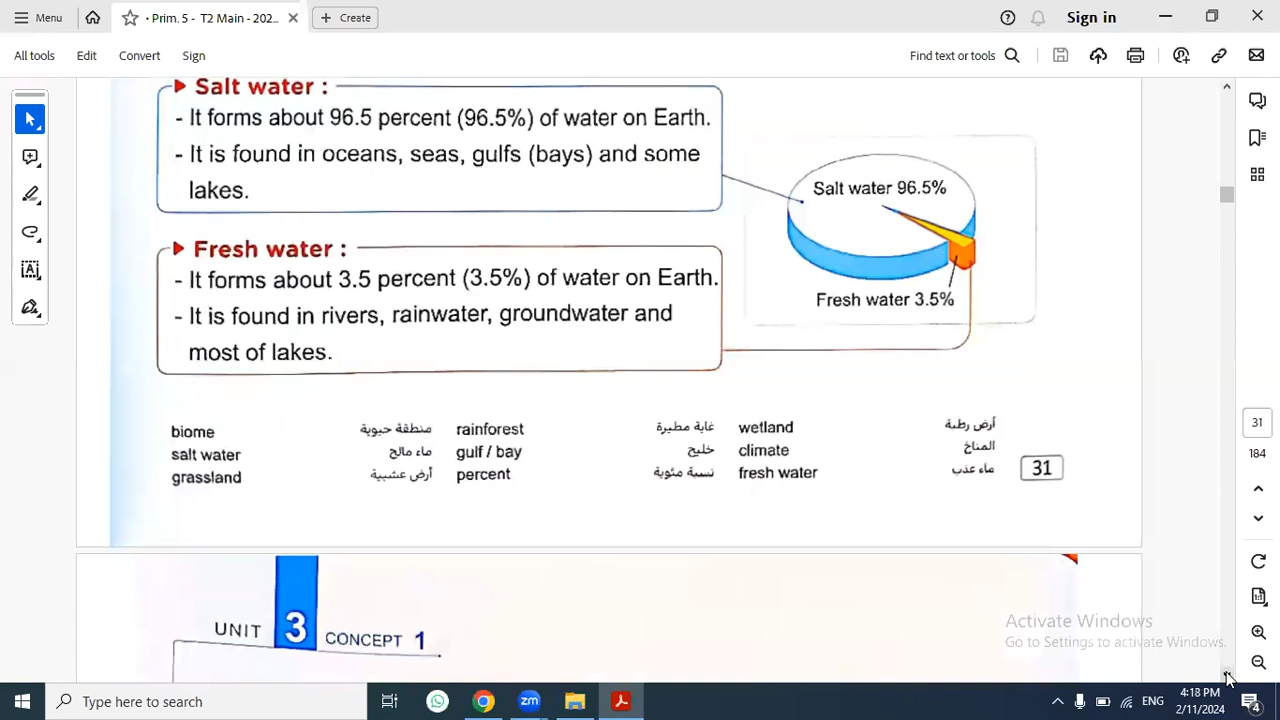 Menu
• Prim. 5 - T2 Main - 202...
Create
Sign in
All tools
Edit
Convert
Sign
Find text or tools
Salt water :
- It forms about 96.5 percent (96.5%) of water on Earth.
- It is found in oceans, seas, gulfs (bays) and some
lakes.
Salt water 96.5%
Fresh water 3.5%
Fresh water :
- It forms about 3.5 percent (3.5%) of water on Earth.
- It is found in rivers, rainwater, groundwater and
most of lakes.
biome منطقة حيوية rainforest غابة مطيرة wetland أرض رطبة
salt water ماء مالح gulf / bay خليج climate المناخ
grassland أرض عشبية percent نسبة مئوية fresh water ماء عذب
31
31
184
UNIT 3 CONCEPT 1
Activate Windows
Go to Settings to activate Windows.
Type here to search
zm
ENG
4:18 PM
2/11/2024
4